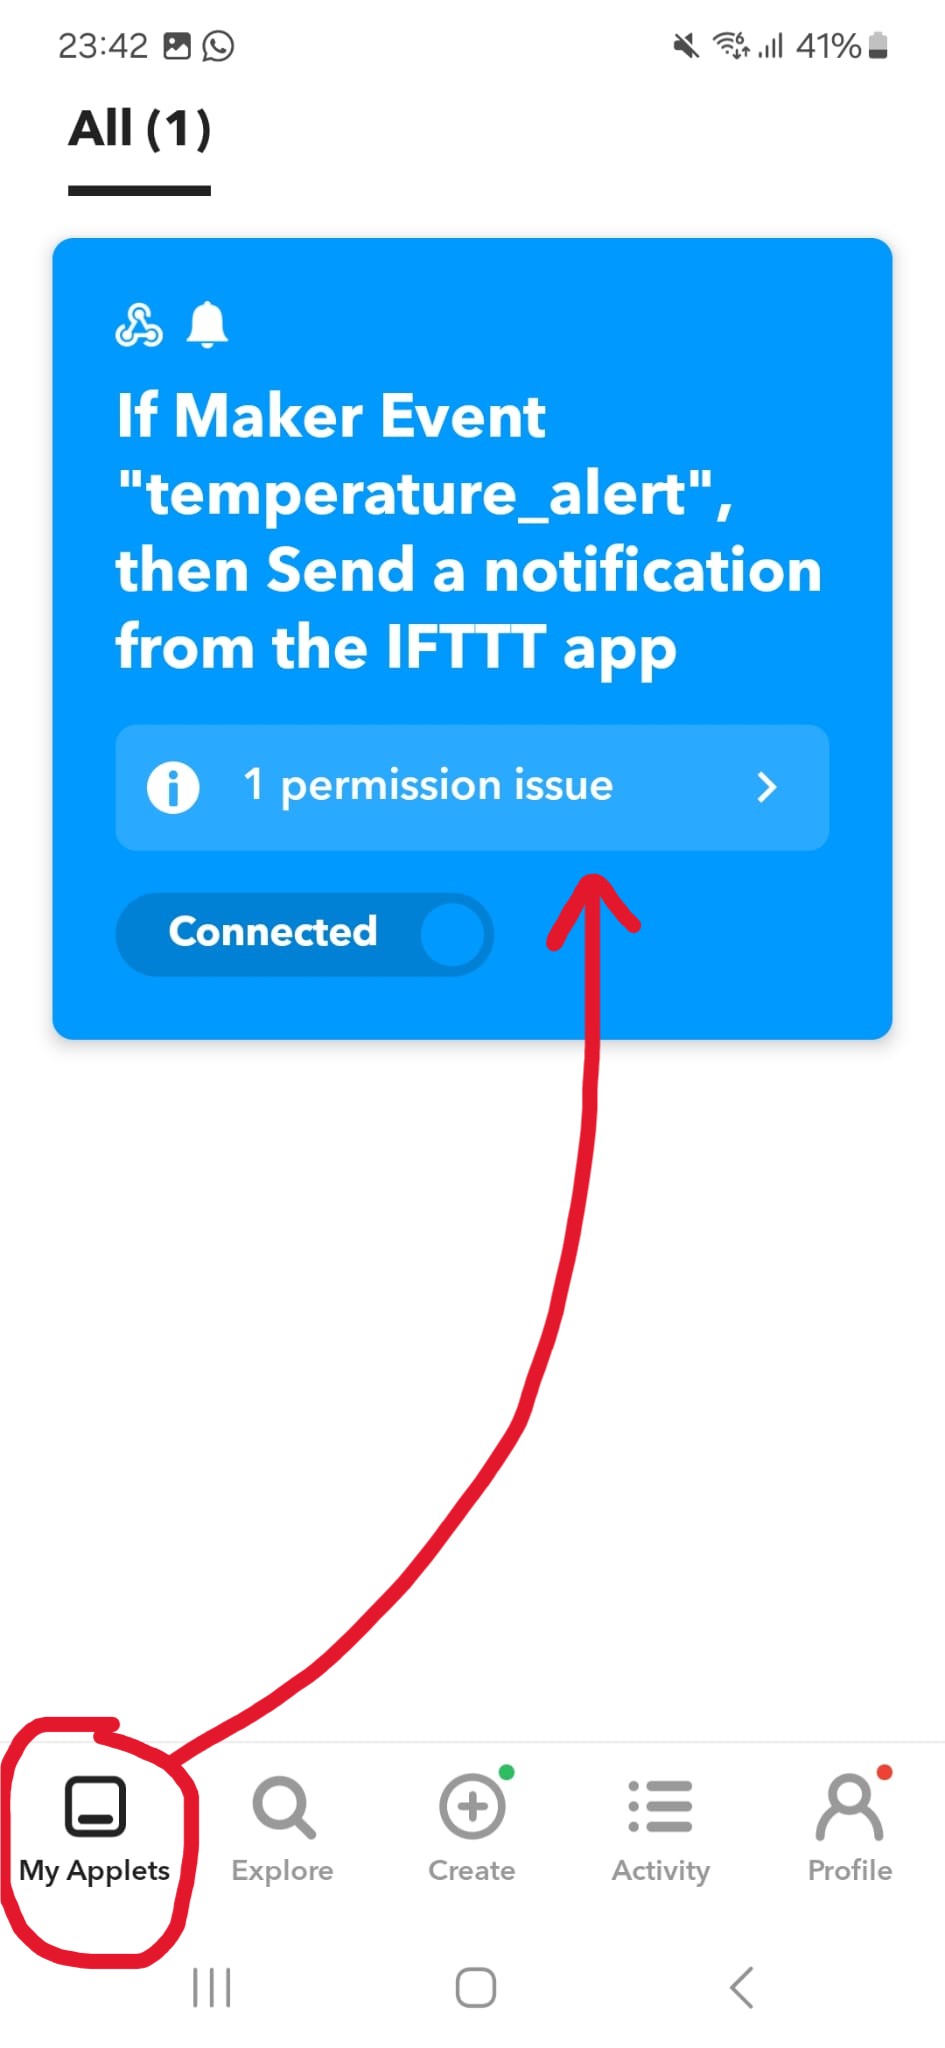 23:42
41%
All (1)
If Maker Event
"temperature_alert",
then Send a notification
from the IFTTT app
1 permission issue
Connected
My Applets
Explore
Create
Activity
Profile